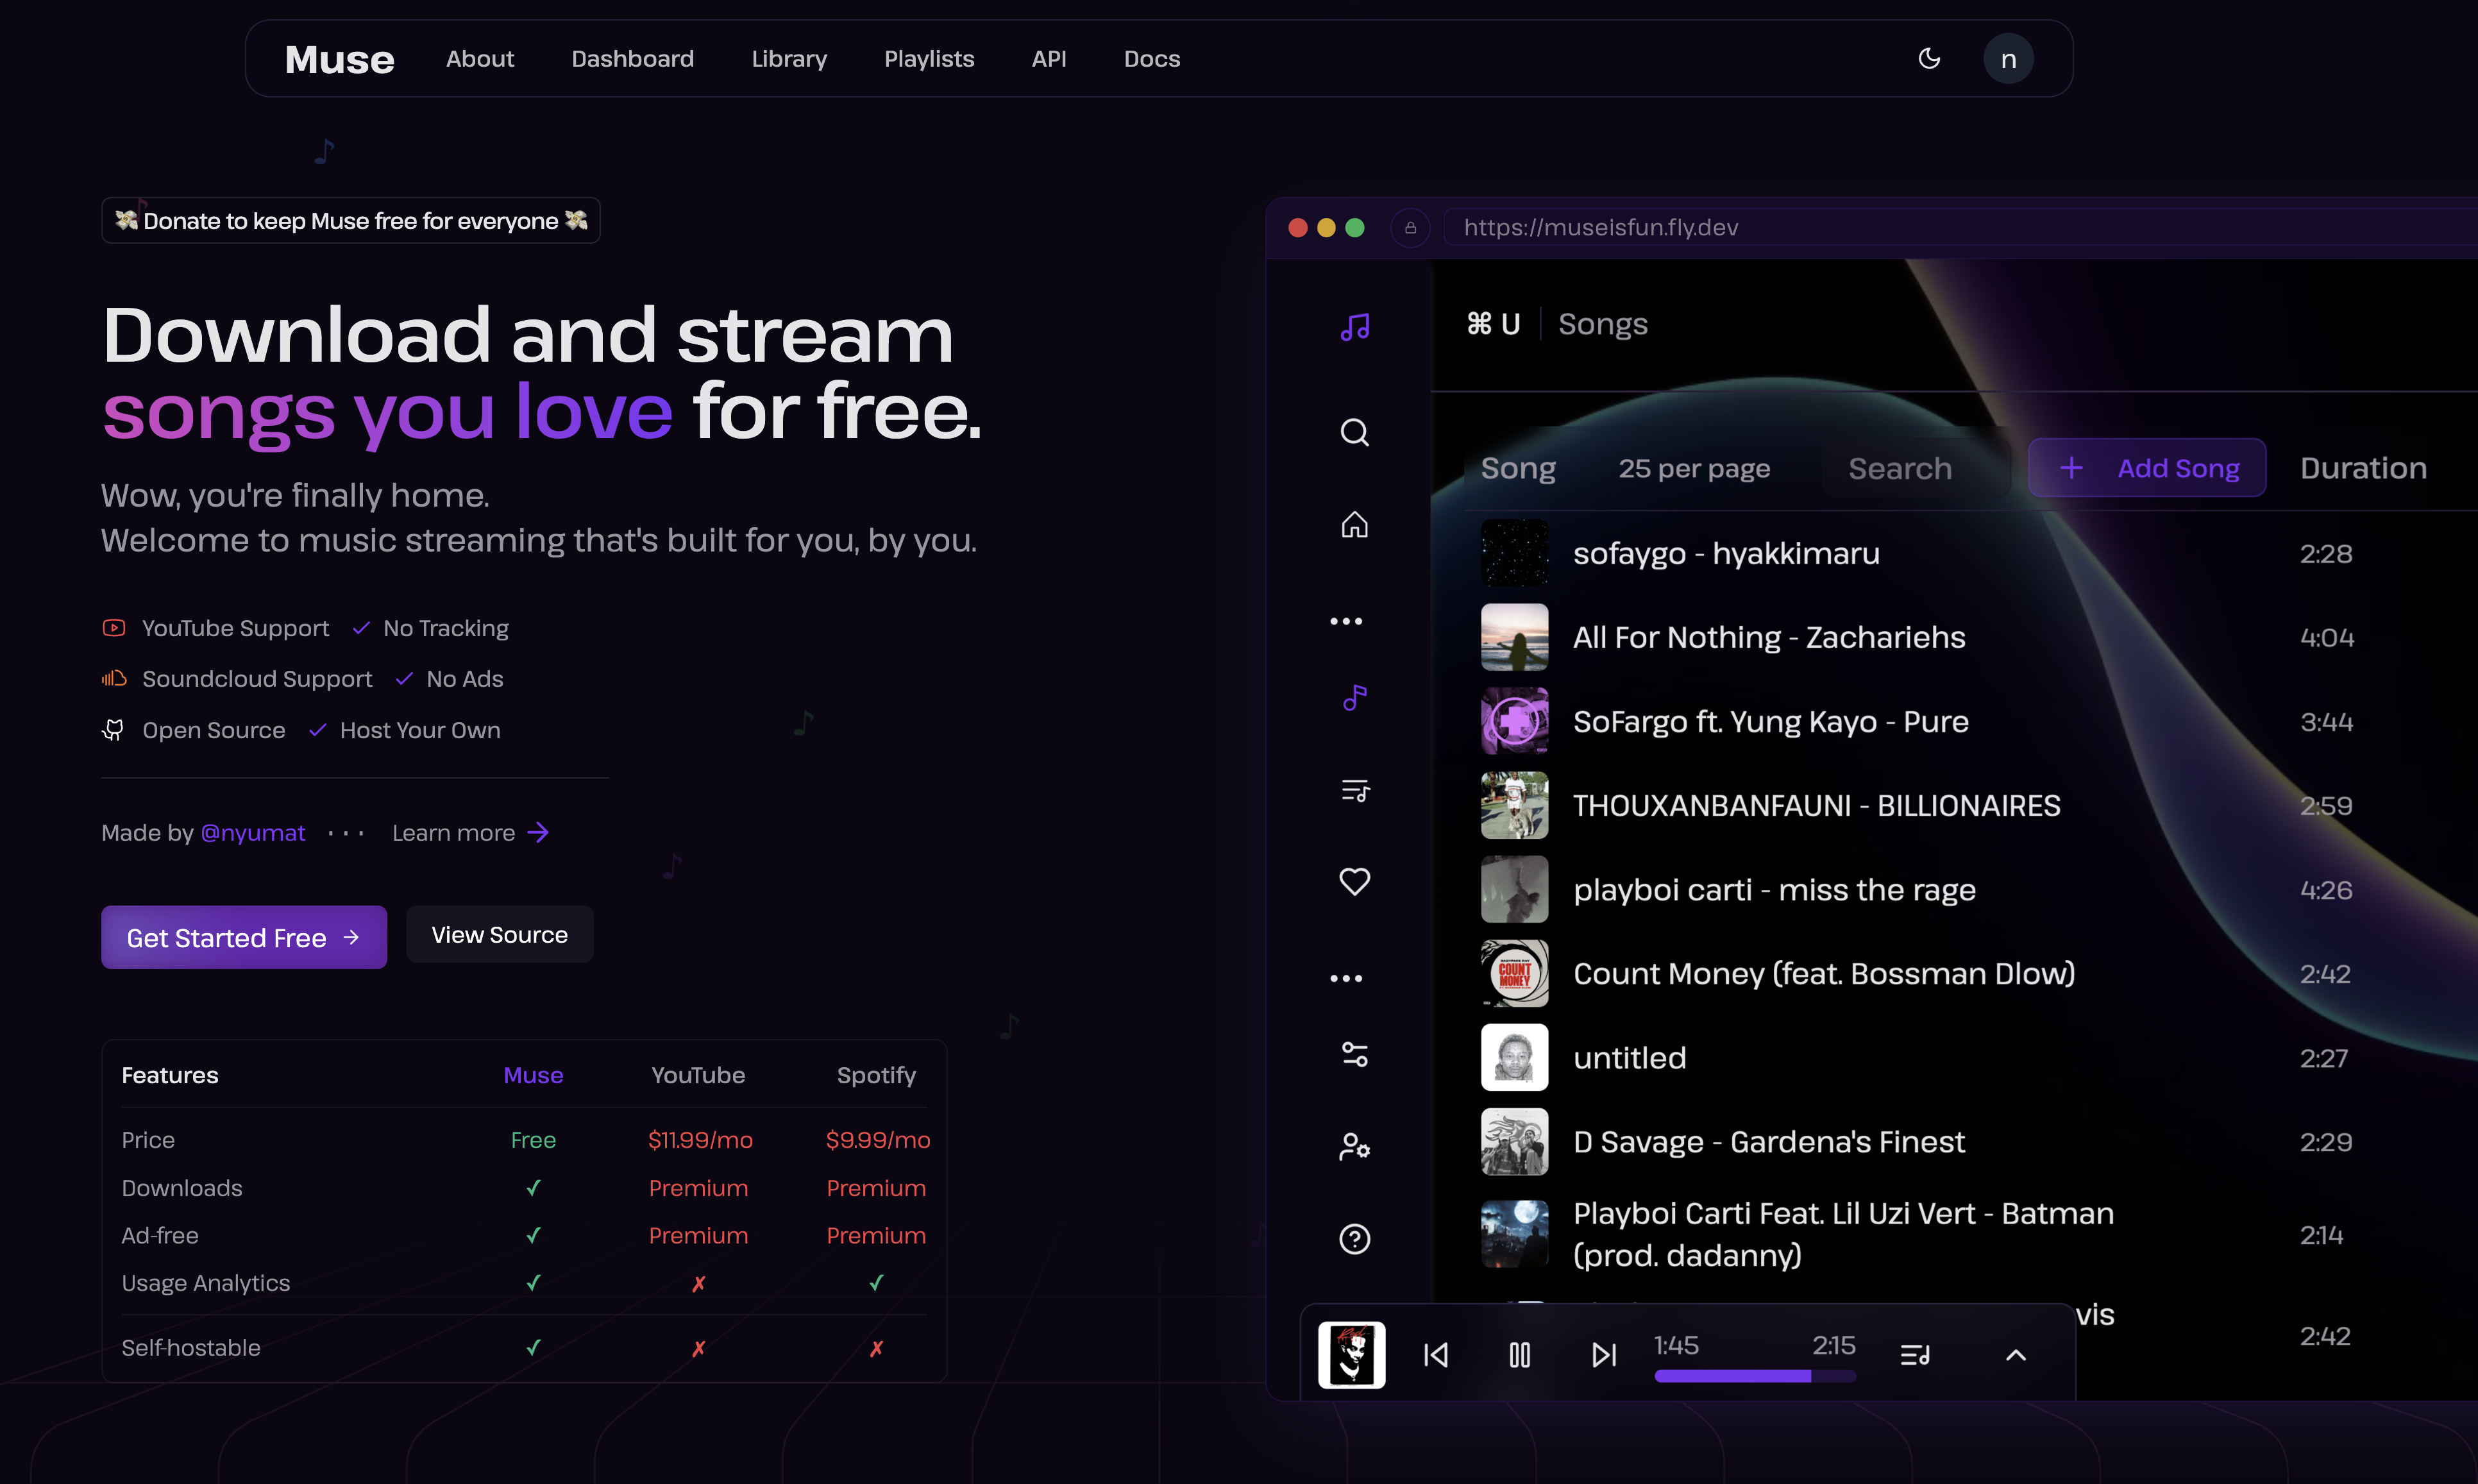 Muse About Dashboard Library Playlists API Docs n
💸 Donate to keep Muse free for everyone 💸
Download and stream
songs you love for free.
Wow, you're finally home.
Welcome to music streaming that's built for you, by you.
YouTube Support ✓ No Tracking
Soundcloud Support ✓ No Ads
Open Source ✓ Host Your Own
Made by @nyumat ··· Learn more →
Get Started Free →
View Source
Features Muse YouTube Spotify
Price Free $11.99/mo $9.99/mo
Downloads ✓ Premium Premium
Ad-free ✓ Premium Premium
Usage Analytics ✓ ✗ ✓
Self-hostable ✓ ✗ ✗
https://museisfun.fly.dev
⌘ U Songs
Song 25 per page Search + Add Song Duration
sofaygo - hyakkimaru 2:28
All For Nothing - Zachariehs 4:04
SoFargo ft. Yung Kayo - Pure 3:44
THOUXANBANFAUNI - BILLIONAIRES 2:59
playboi carti - miss the rage 4:26
COUNT MONEY
Count Money (feat. Bossman Dlow) 2:42
untitled 2:27
D Savage - Gardena's Finest 2:29
Playboi Carti Feat. Lil Uzi Vert - Batman
(prod. dadanny) 2:14
vis
2:42
1:45 2:15